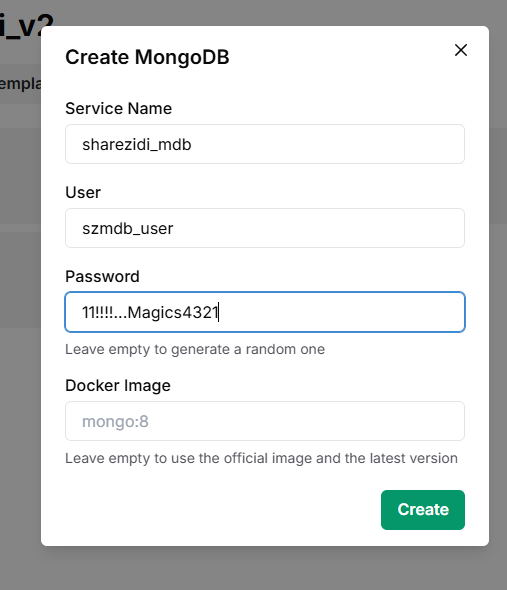 i_v2
Create MongoDB
empla
Service Name
sharezidi_mdb
User
szmdb_user
Password
11!!!!...Magics4321
Leave empty to generate a random one
Docker Image
mongo:8
Leave empty to use the official image and the latest version
Create